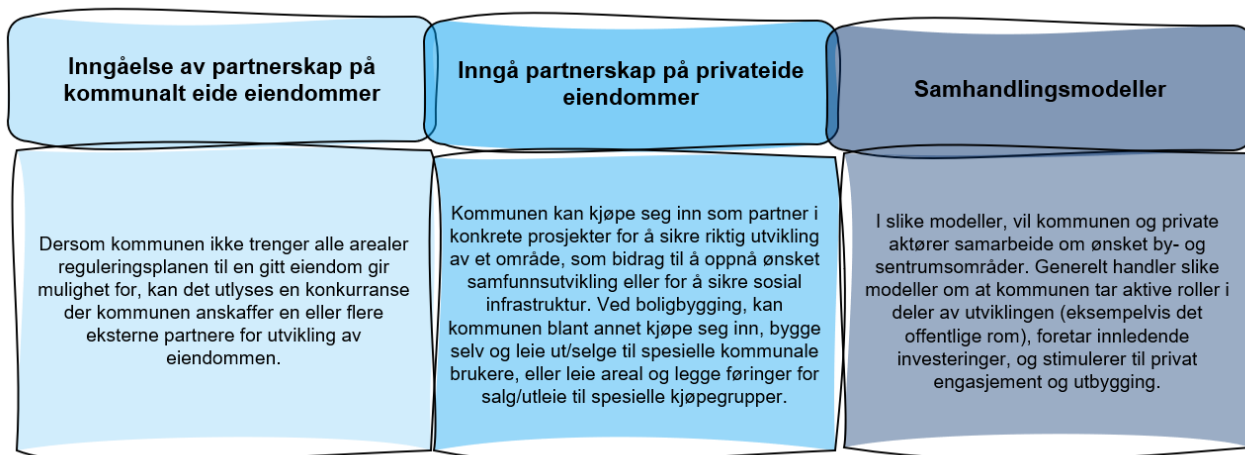 Inngåelse av partnerskap på
kommunalt eide eiendommer
Dersom kommunen ikke trenger alle arealer
reguleringsplanen til en gitt eiendom gir
mulighet for, kan det utlyses en konkurranse
der kommunen anskaffer en eller flere
eksterne partnere for utvikling av
eiendommen.
Inngå partnerskap på privateide
eiendommer
Kommunen kan kjøpe seg inn som partner i
konkrete prosjekter for å sikre riktig utvikling
av et område, som bidrag til å oppnå ønsket
samfunnsutvikling eller for å sikre sosial
infrastruktur. Ved boligbygging, kan
kommunen blant annet kjøpe seg inn, bygge
selv og leie ut/selge til spesielle kommunale
brukere, eller leie areal og legge føringer for
salg/utleie til spesielle kjøpegrupper.
Samhandlingsmodeller
I slike modeller, vil kommunen og private
aktører samarbeide om ønsket by- og
sentrumsområder. Generelt handler slike
modeller om at kommunen tar aktive roller i
deler av utviklingen (eksempelvis det
offentlige rom), foretar innledende
investeringer, og stimulerer til privat
engasjement og utbygging.